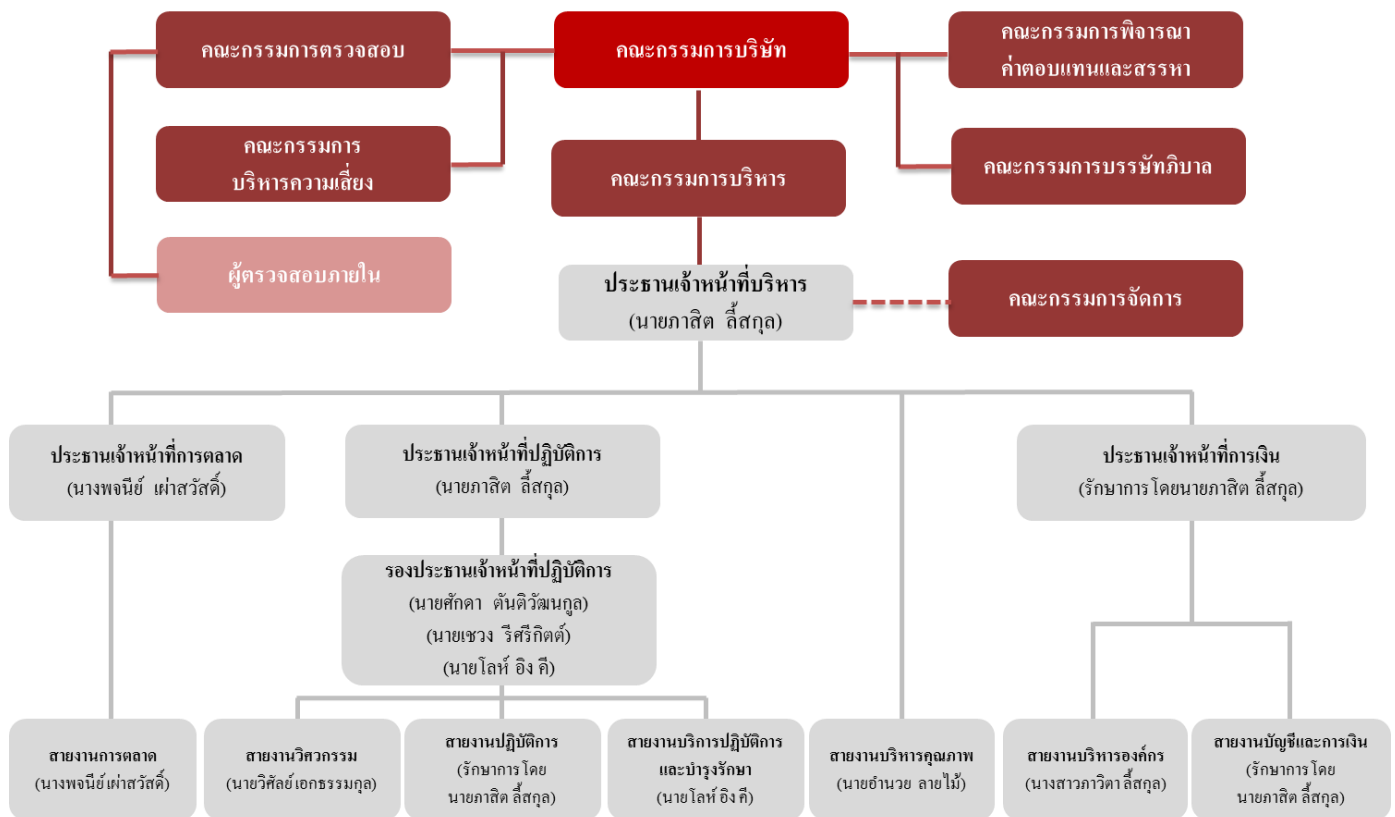 คณะกรรมการตรวจสอบ
คณะกรรมการบริษัท
คณะกรรมการพิจารณา
ค่าตอบแทนและสรรหา
คณะกรรมการ
บริหารความเสี่ยง
คณะกรรมการบริหาร
คณะกรรมการบรรษัทภิบาล
ผู้ตรวจสอบภายใน
ประธานเจ้าหน้าที่บริหาร
(นายภาสิต ลี้สกุล)
คณะกรรมการจัดการ
ประธานเจ้าหน้าที่การตลาด
(นางพจนีย์ เผ่าสวัสดิ์)
ประธานเจ้าหน้าที่ปฏิบัติการ
(นายภาสิต ลี้สกุล)
ประธานเจ้าหน้าที่การเงิน
(รักษาการโดยนายภาสิต ลี้สกุล)
รองประธานเจ้าหน้าที่ปฏิบัติการ
(นายศักดา ตันติวัฒนกูล)
(นายเชวง รีศรีกิตต์)
(นายโลห์ อิง คี)
สายงานการตลาด
(นางพจนีย์ เผ่าสวัสดิ์)
สายงานวิศวกรรม
(นายวิศัลย์ เอกธรรมกุล)
สายงานปฏิบัติการ
(รักษาการโดย
นายภาสิต ลี้สกุล)
สายงานบริการปฏิบัติการ
และบำรุงรักษา
(นายโลห์ อิง คี)
สายงานบริหารคุณภาพ
(นายอำนวย ลายไม้)
สายงานบริหารองค์กร
(นางสาวภาวิตา ลี้สกุล)
สายงานบัญชีและการเงิน
(รักษาการโดย
นายภาสิต ลี้สกุล)